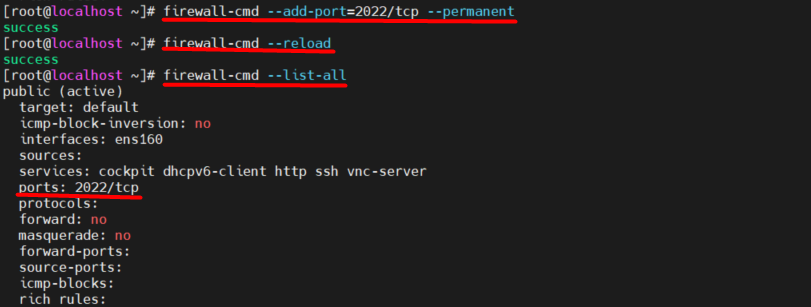 [root@localhost ~]# firewall-cmd --add-port=2022/tcp --permanent
success
[root@localhost ~]# firewall-cmd --reload
success
[root@localhost ~]# firewall-cmd --list-all
public (active)
  target: default
  icmp-block-inversion: no
  interfaces: ens160
  sources:
  services: cockpit dhcpv6-client http ssh vnc-server
  ports: 2022/tcp
  protocols:
  forward: no
  masquerade: no
  forward-ports:
  source-ports:
  icmp-blocks:
  rich rules: